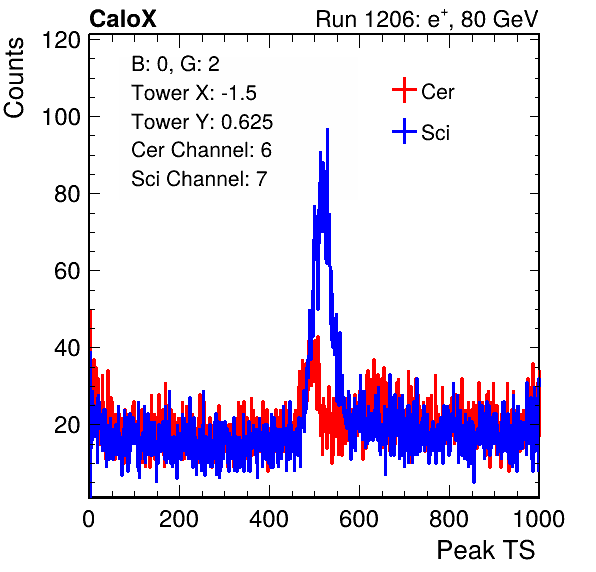 CaloX
Run 1206: e+, 80 GeV
Counts
120
100
80
60
40
20
B: 0, G: 2
Tower X: -1.5
Tower Y: 0.625
Cer Channel: 6
Sci Channel: 7
Cer
Sci
0 200 400 600 800 1000
Peak TS